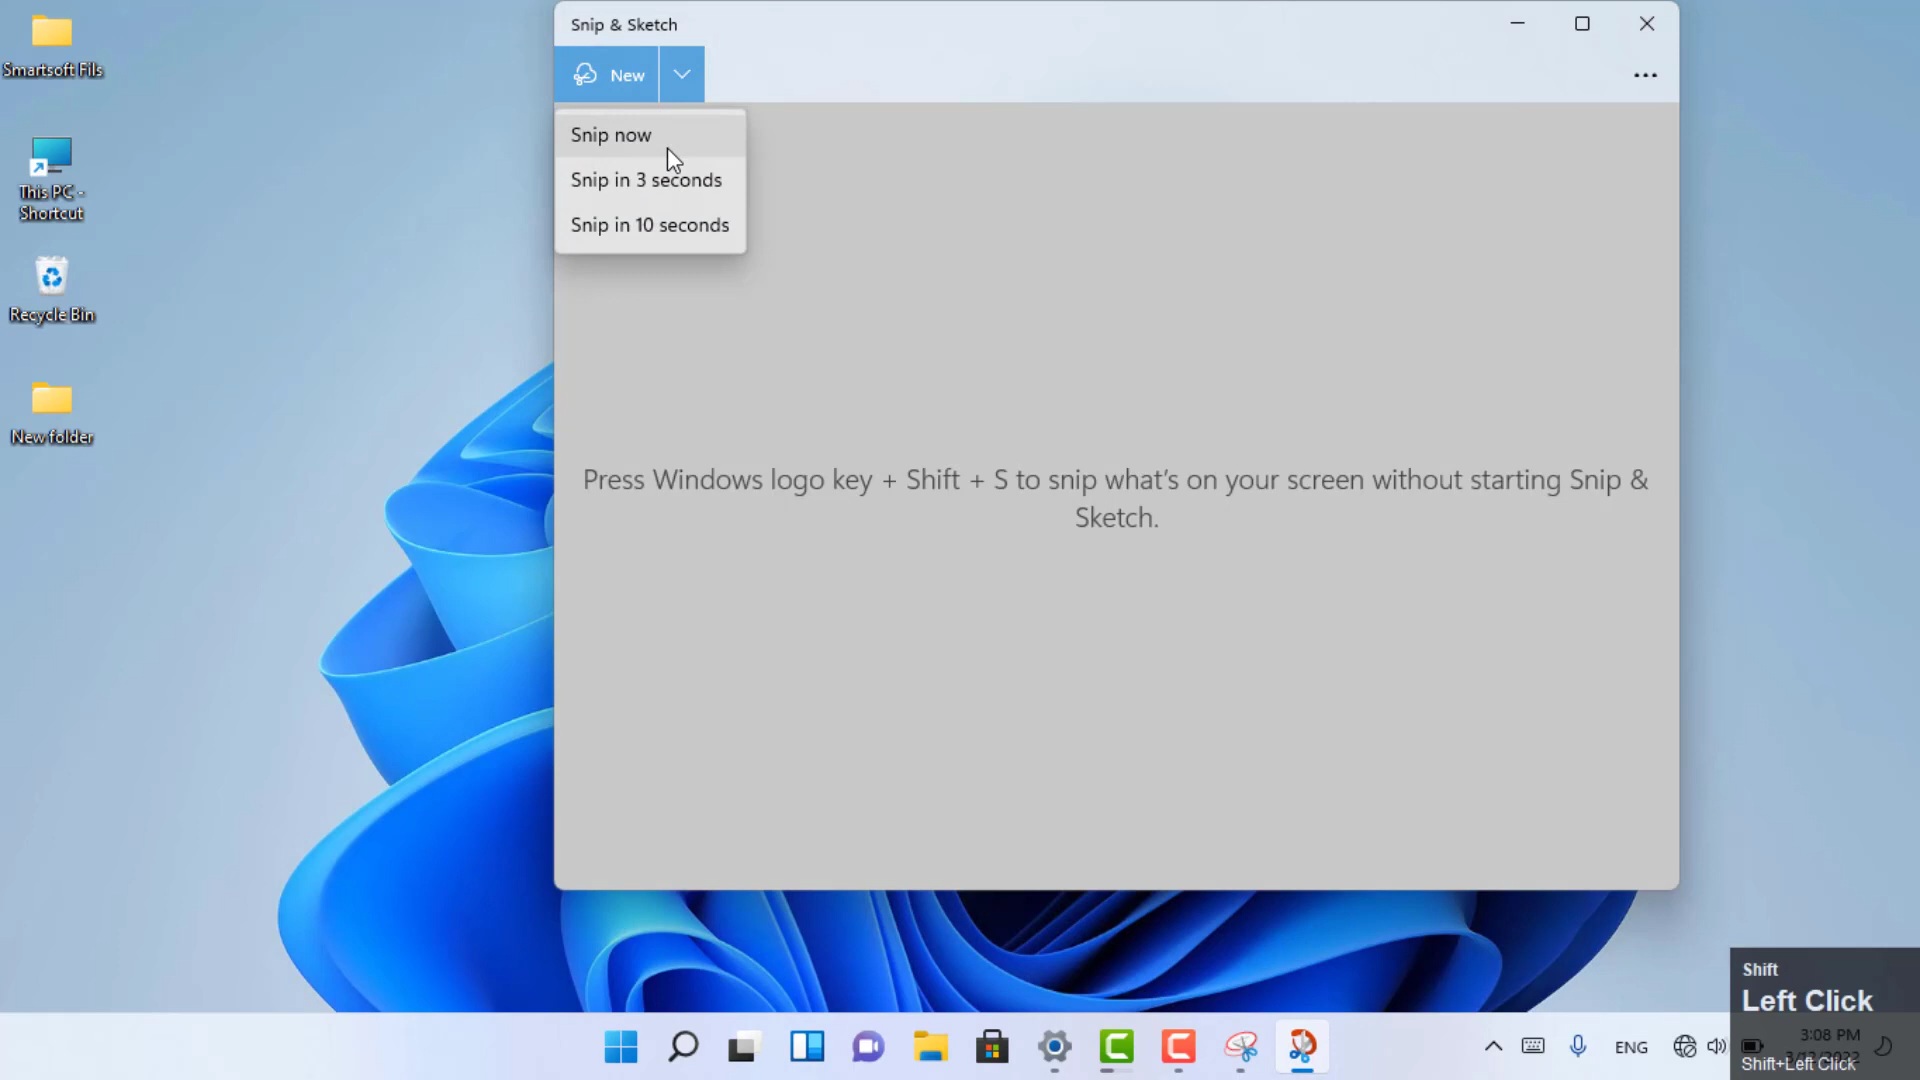 Snip & Sketch
New
Snip now
Snip in 3 seconds
Snip in 10 seconds
Press Windows logo key + Shift + S to snip what's on your screen without starting Snip &
Sketch.
Smartsoft Fils
This PC -
Shortcut
Recycle Bin
New folder
Shift
Left Click
Shift+Left Click
ENG
3:08 PM